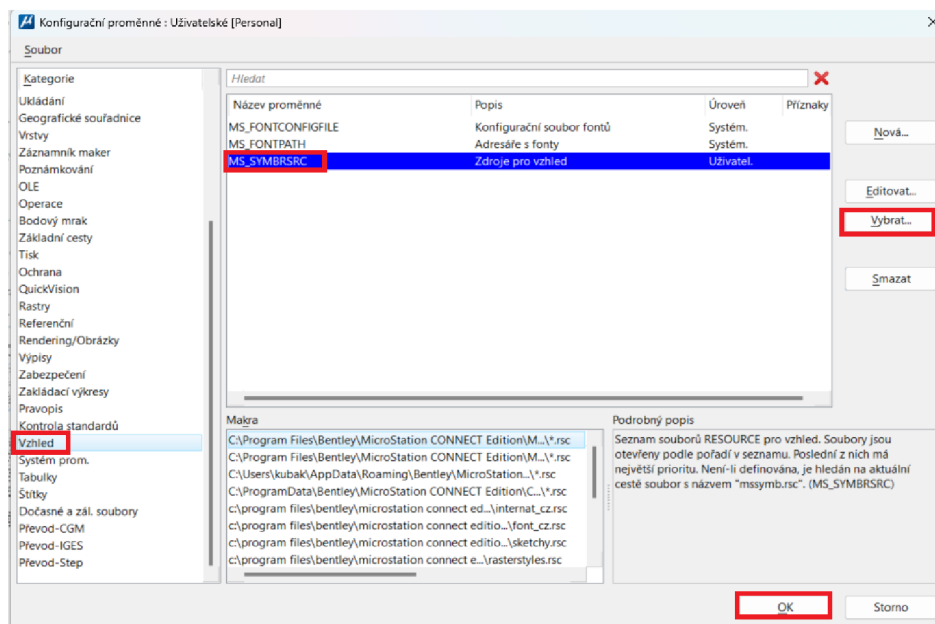 Konfigurační proměnné : Uživatelské [Personal]
Soubor
Kategorie
Ukládání
Geografické souřadnice
Vrstvy
Záznamník maker
Poznámkování
OLE
Operace
Bodový mrak
Základní cesty
Tisk
Ochrana
QuickVision
Rastry
Referenční
Rendering/Obrázky
Výpisy
Zabezpečení
Zakládací výkresy
Pravopis
Kontrola standardů
Vzhled
Systém prom.
Tabulky
Štítky
Dočasné a zál. soubory
Převod-CGM
Převod-IGES
Převod-Step
Hledat
Název proměnné Popis Úroveň Příznaky
MS_FONTCONFIGFILE Konfigurační soubor fontů Systém.
MS_FONTPATH Adresáře s fonty Systém.
MS_SYMBRSRC Zdroje pro vzhled Uživatel.
Nová...
Editovat...
Vybrat...
Smazat
Makra
C:\Program Files\Bentley\MicroStation CONNECT Edition\M...\*.rsc
C:\Program Files\Bentley\MicroStation CONNECT Edition\M...\*.rsc
C:\Users\kubak\AppData\Roaming\Bentley\MicroStation...\*.rsc
C:\ProgramData\Bentley\MicroStation CONNECT Edition\C...\*.rsc
c:\program files\bentley\microstation connect ed...\internat_cz.rsc
c:\program files\bentley\microstation connect editio...\font_cz.rsc
c:\program files\bentley\microstation connect editio...\sketchy.rsc
c:\program files\bentley\microstation connect e...\rasterstyles.rsc
Podrobný popis
Seznam souborů RESOURCE pro vzhled. Soubory jsou
otevřeny podle pořadí v seznamu. Poslední z nich má
největší prioritu. Není-li definována, je hledán na aktuální
cestě soubor s názvem "mssymb.rsc". (MS_SYMBRSRC)
OK
Storno